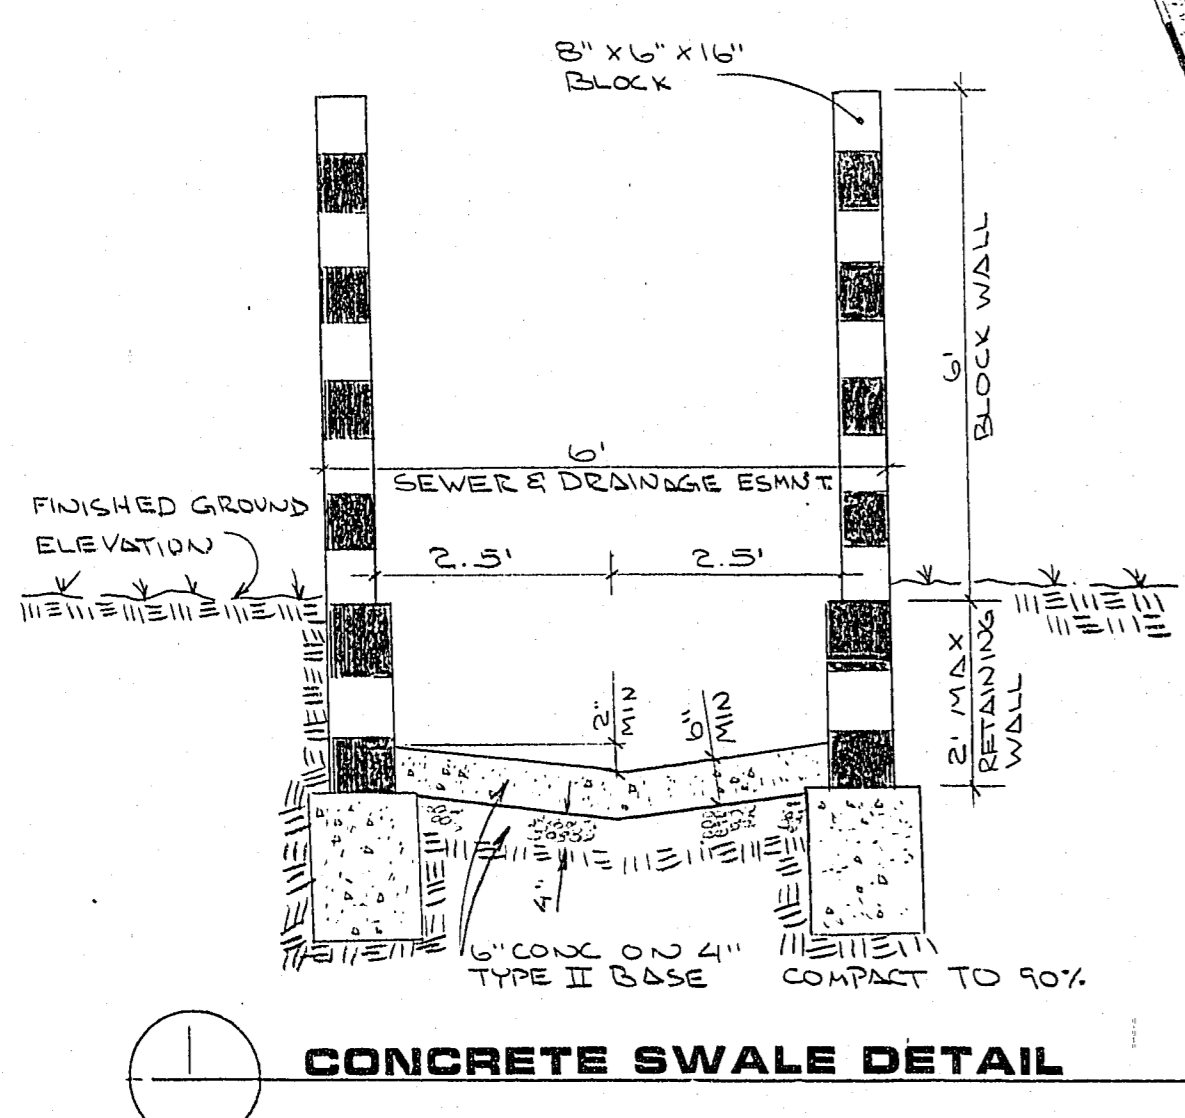 8" X 6" X 16"
BLOCK
6'
BLOCK WALL
6'
SEWER & DRAINAGE ESMN'T.
FINISHED GROUND
ELEVATION
2.5'
2.5'
2' MAX
RETAINING
WALL
2"
MIN
6"
MIN
4"
6" CONC ON 4"
TYPE II BASE
COMPACT TO 90%
1
CONCRETE SWALE DETAIL